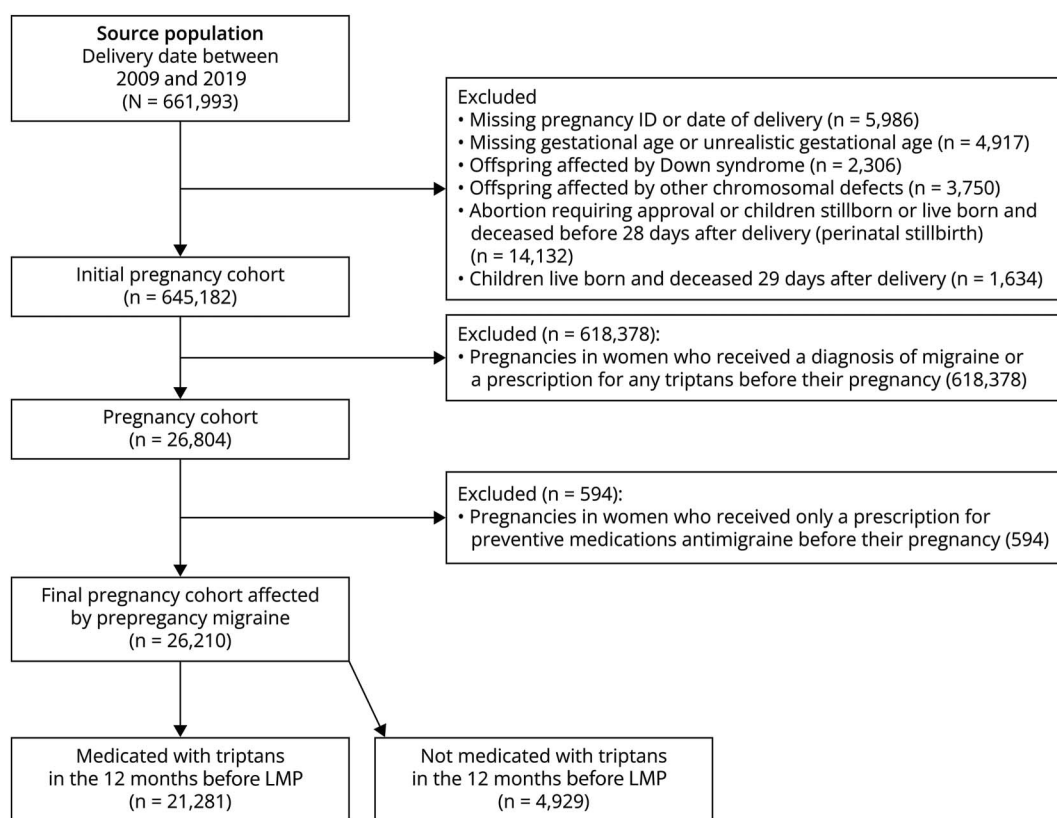 Source population
Delivery date between
2009 and 2019
(N = 661,993)
Excluded
• Missing pregnancy ID or date of delivery (n = 5,986)
• Missing gestational age or unrealistic gestational age (n = 4,917)
• Offspring affected by Down syndrome (n = 2,306)
• Offspring affected by other chromosomal defects (n = 3,750)
• Abortion requiring approval or children stillborn or live born and
deceased before 28 days after delivery (perinatal stillbirth)
(n = 14,132)
• Children live born and deceased 29 days after delivery (n = 1,634)
Initial pregnancy cohort
(n = 645,182)
Excluded (n = 618,378):
• Pregnancies in women who received a diagnosis of migraine or
a prescription for any triptans before their pregnancy (618,378)
Pregnancy cohort
(n = 26,804)
Excluded (n = 594):
• Pregnancies in women who received only a prescription for
preventive medications antimigraine before their pregnancy (594)
Final pregnancy cohort affected
by prepregancy migraine
(n = 26,210)
Medicated with triptans
in the 12 months before LMP
(n = 21,281)
Not medicated with triptans
in the 12 months before LMP
(n = 4,929)